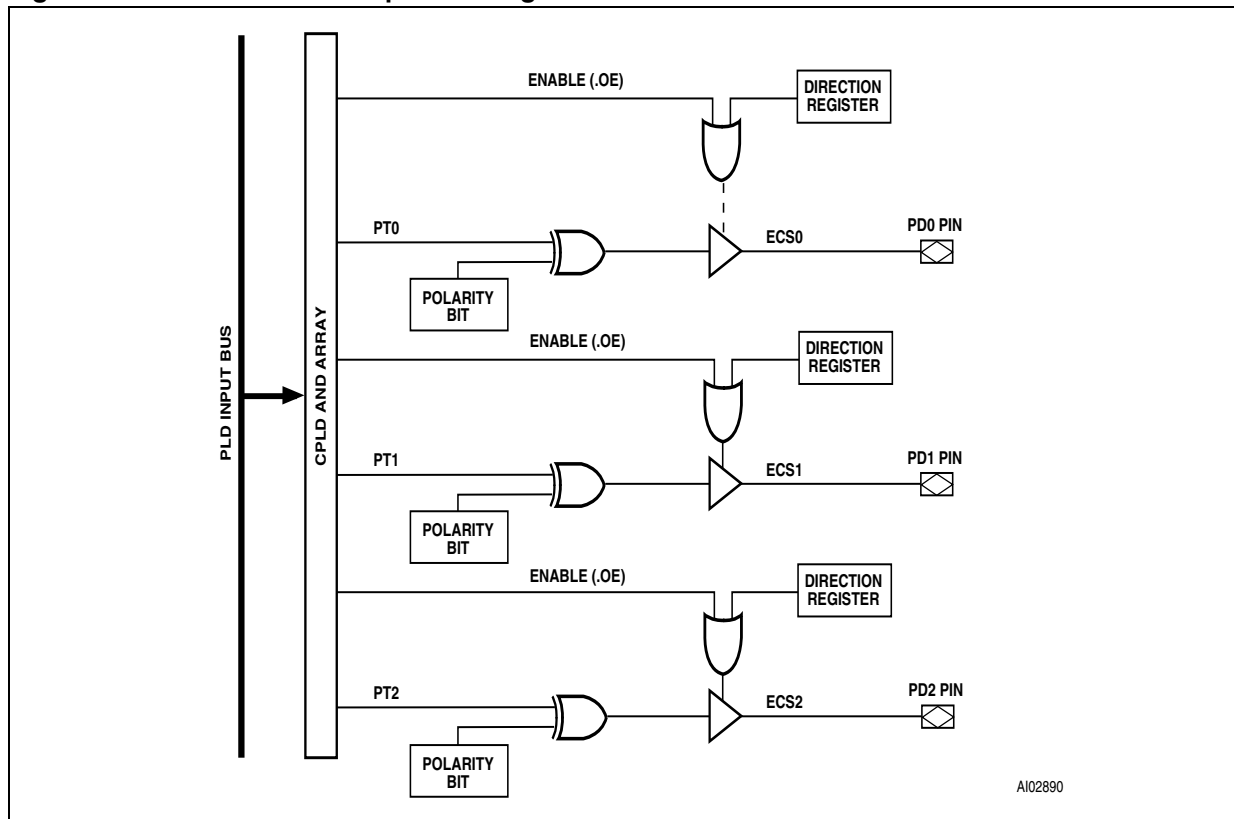 ENABLE (.OE)
DIRECTION
REGISTER
PT0
ECS0
PD0 PIN
POLARITY
BIT
ENABLE (.OE)
DIRECTION
REGISTER
PLD INPUT BUS
CPLD AND ARRAY
PT1
ECS1
PD1 PIN
POLARITY
BIT
ENABLE (.OE)
DIRECTION
REGISTER
PT2
ECS2
PD2 PIN
POLARITY
BIT
AI02890